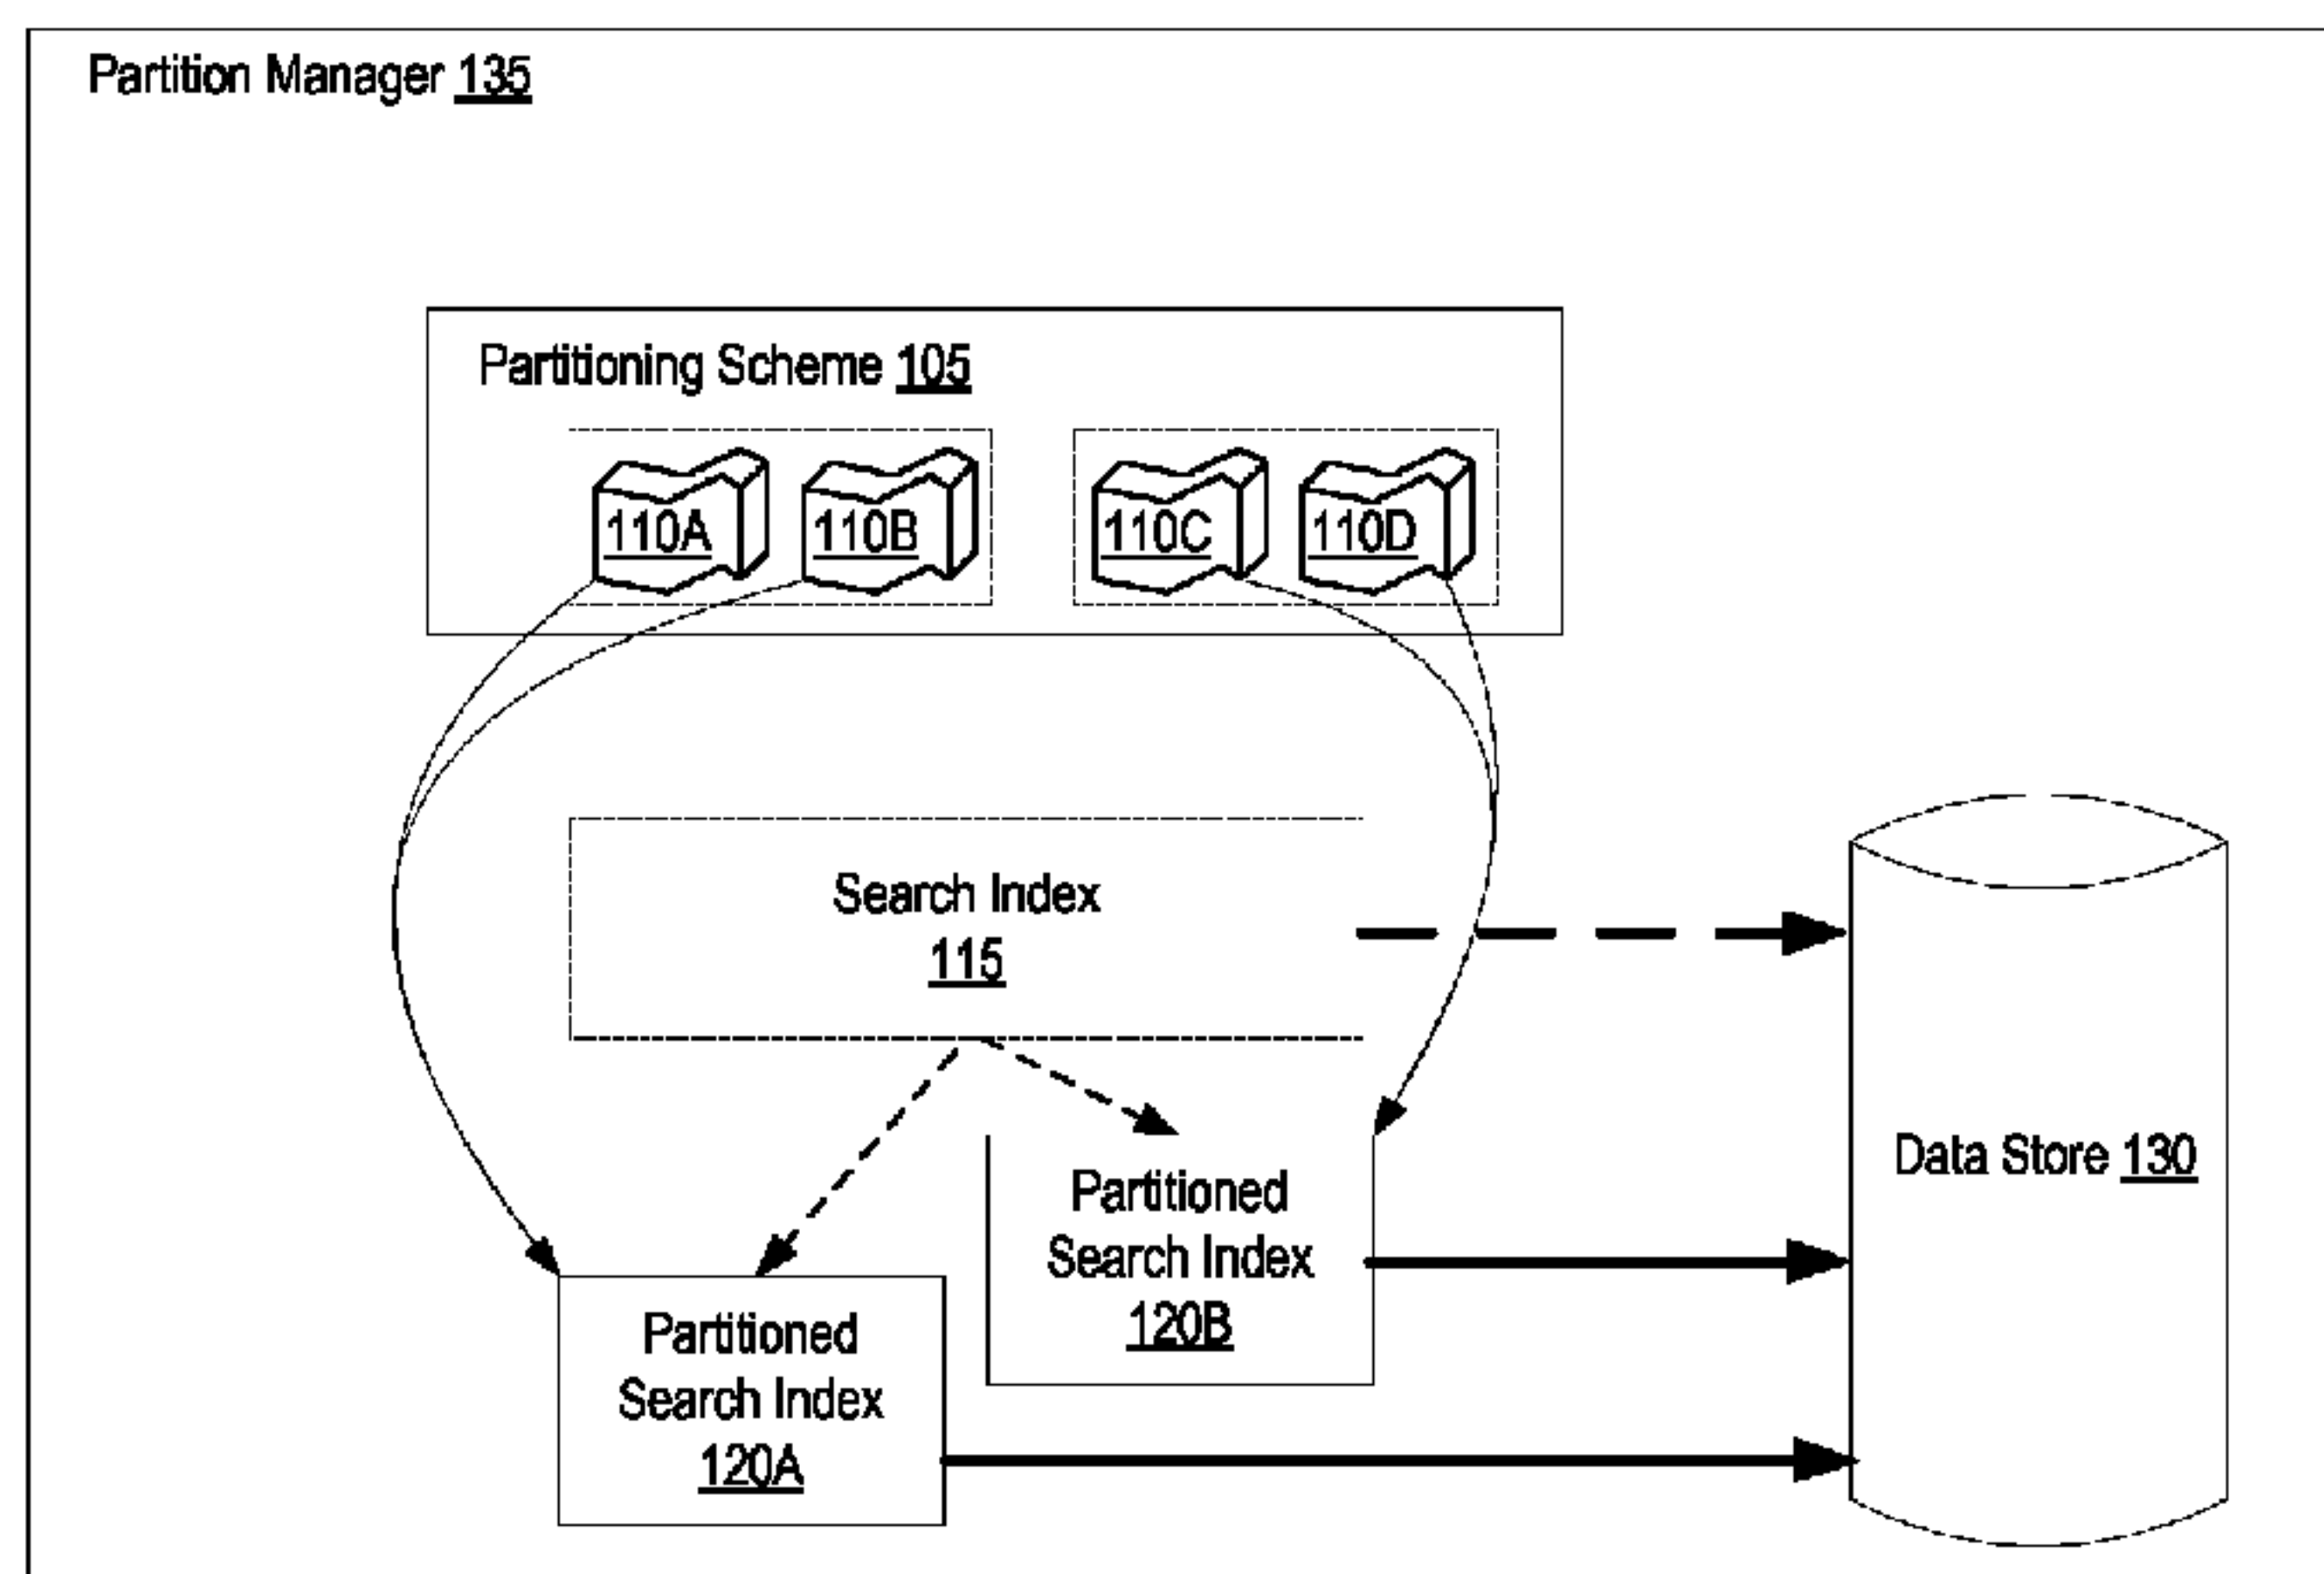 Partition Manager 135
Partitioning Scheme 105
110A 110B 110C 110D
Search Index
115
Data Store 130
Partitioned
Search Index
120B
Partitioned
Search Index
120A